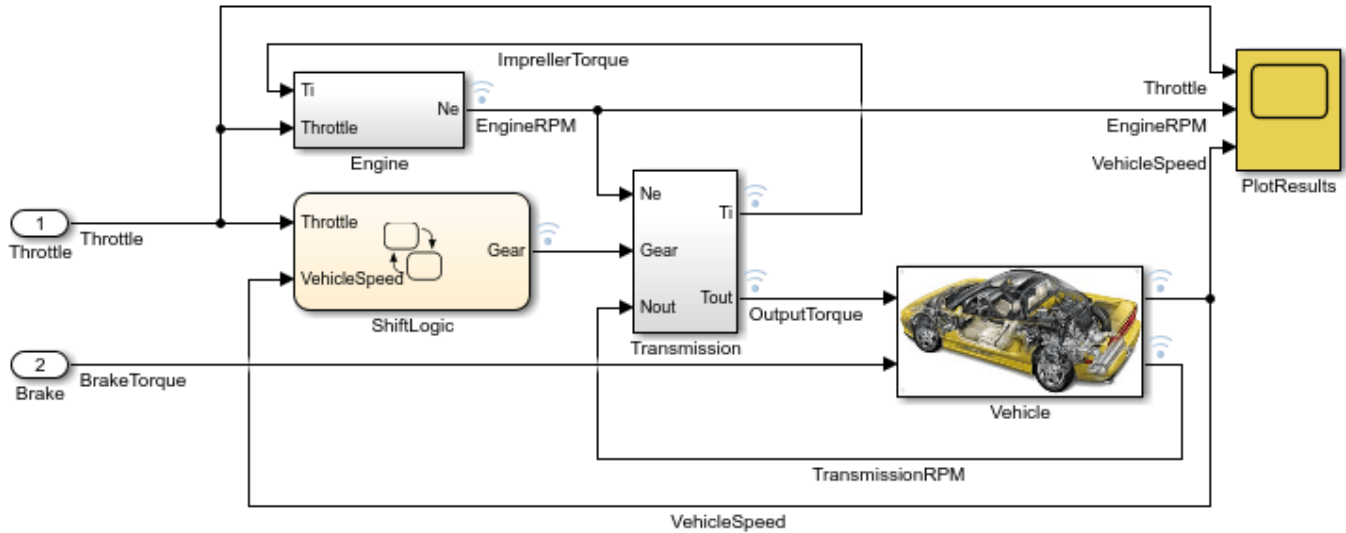 ImprellerTorque
Ti
Ne
Throttle
Throttle
EngineRPM
EngineRPM
Engine
VehicleSpeed
PlotResults
Ne
Ti
1
Throttle
Throttle
Throttle
Gear
Gear
VehicleSpeed
Tout
Nout
OutputTorque
ShiftLogic
Transmission
2
BrakeTorque
Brake
Vehicle
TransmissionRPM
VehicleSpeed